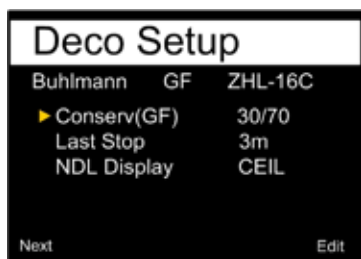 Deco Setup
Buhlmann GF ZHL-16C
Conserv(GF) 30/70
Last Stop 3m
NDL Display CEIL
Next Edit